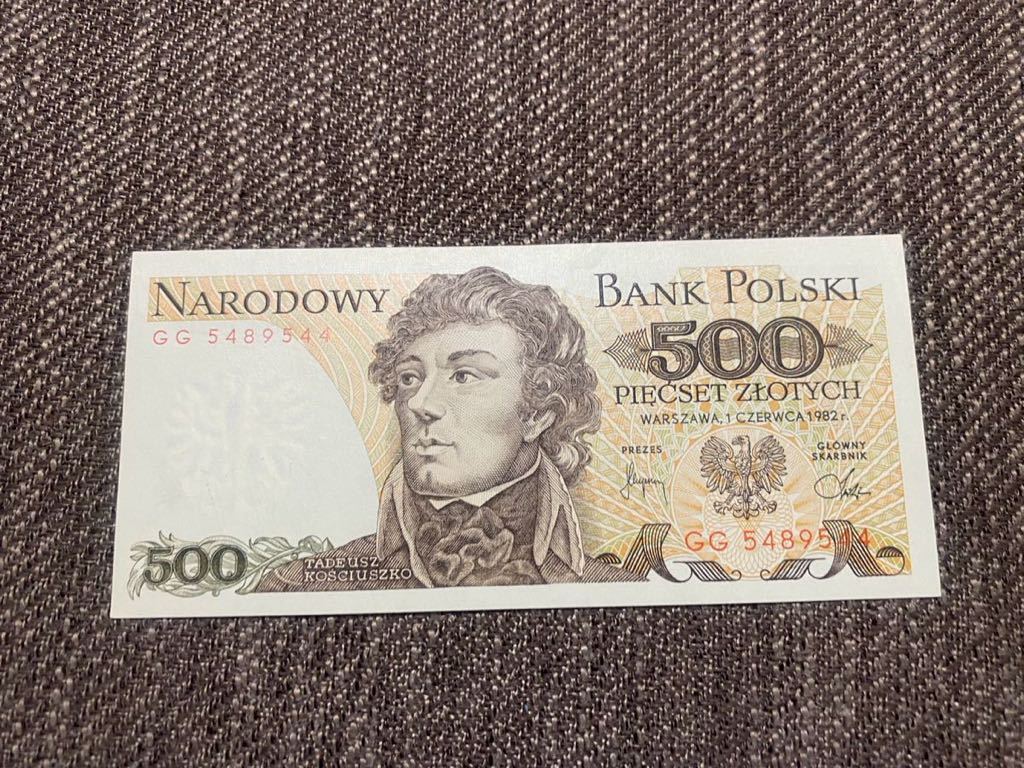 NARODOWY BANK POLSKI
GG 5489544
500
PIĘĆSET ZŁOTYCH
WARSZAWA, 1 CZERWCA 1982 r.
PREZES
GŁÓWNY
SKARBNIK
GG 5489544
500
TADEUSZ
KOŚCIUSZKO